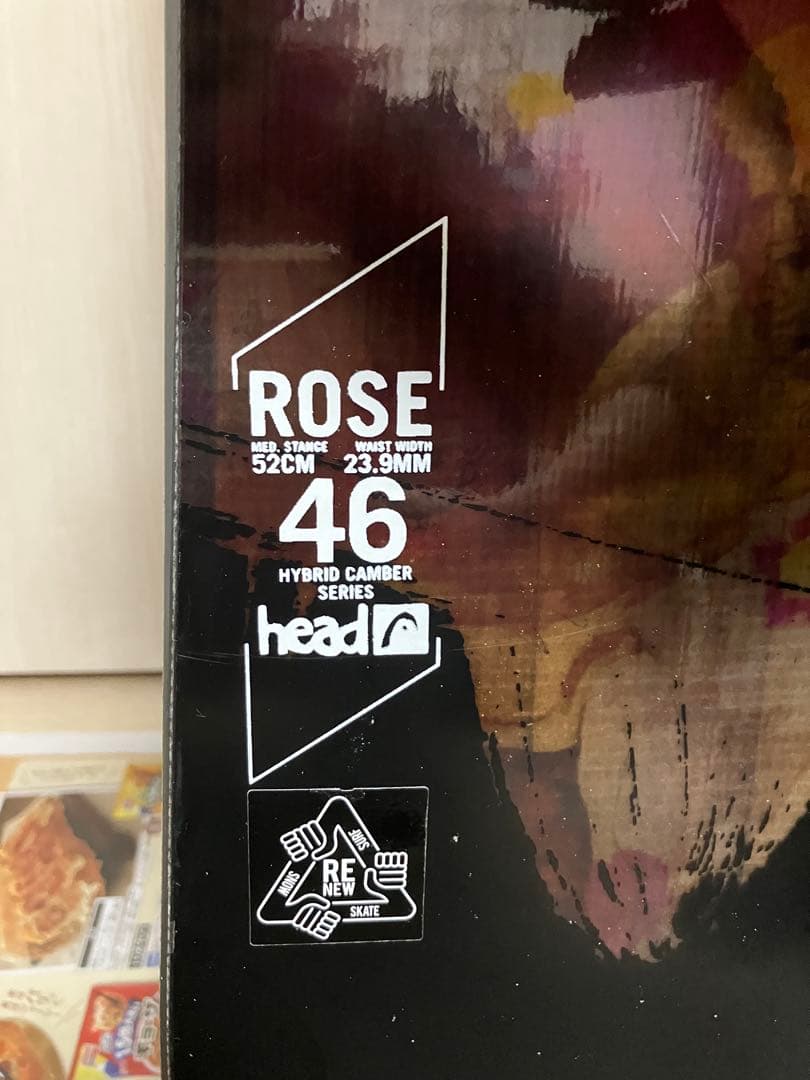 ROSE
MED. STANCE WAIST WIDTH
52CM 23.9MM
46
HYBRID CAMBER
SERIES
head
SURF
RE
NEW
SNOW
SKATE